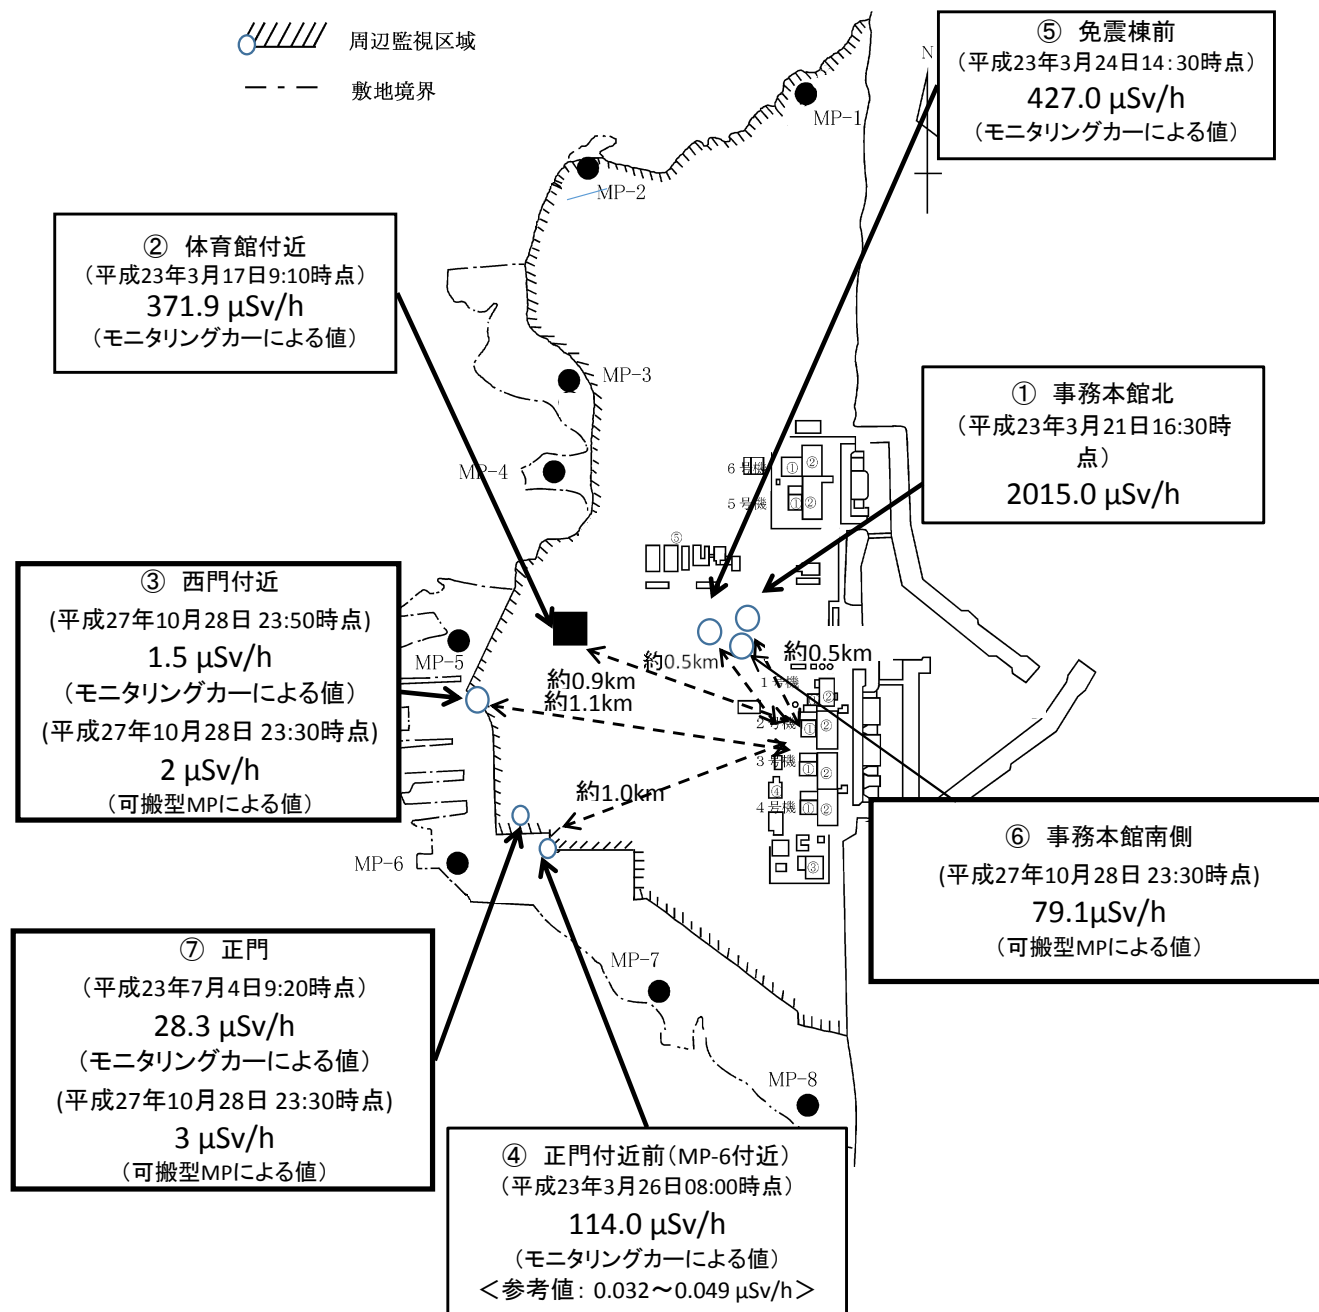 周辺監視区域
敷地境界
⑤ 免震棟前
(平成23年3月24日14:30時点)
427.0 μSv/h
(モニタリングカーによる値)
N
MP-1
MP-2
② 体育館付近
(平成23年3月17日9:10時点)
371.9 μSv/h
(モニタリングカーによる値)
MP-3
① 事務本館北
(平成23年3月21日16:30時
点)
2015.0 μSv/h
MP-4
6号機
①
②
5号機
①
②
⑤
③ 西門付近
(平成27年10月28日 23:50時点)
1.5 μSv/h
(モニタリングカーによる値)
(平成27年10月28日 23:30時点)
2 μSv/h
(可搬型MPによる値)
MP-5
約0.5km
約0.5km
約0.9km
約1.1km
1号機
②
2号機
①
②
3号機
①
②
④
4号機
①
②
約1.0km
③
MP-6
⑥ 事務本館南側
(平成27年10月28日 23:30時点)
79.1μSv/h
(可搬型MPによる値)
⑦ 正門
(平成23年7月4日9:20時点)
28.3 μSv/h
(モニタリングカーによる値)
(平成27年10月28日 23:30時点)
3 μSv/h
(可搬型MPによる値)
MP-7
MP-8
④ 正門付近前(MP-6付近)
(平成23年3月26日08:00時点)
114.0 μSv/h
(モニタリングカーによる値)
<参考値: 0.032~0.049 μSv/h>